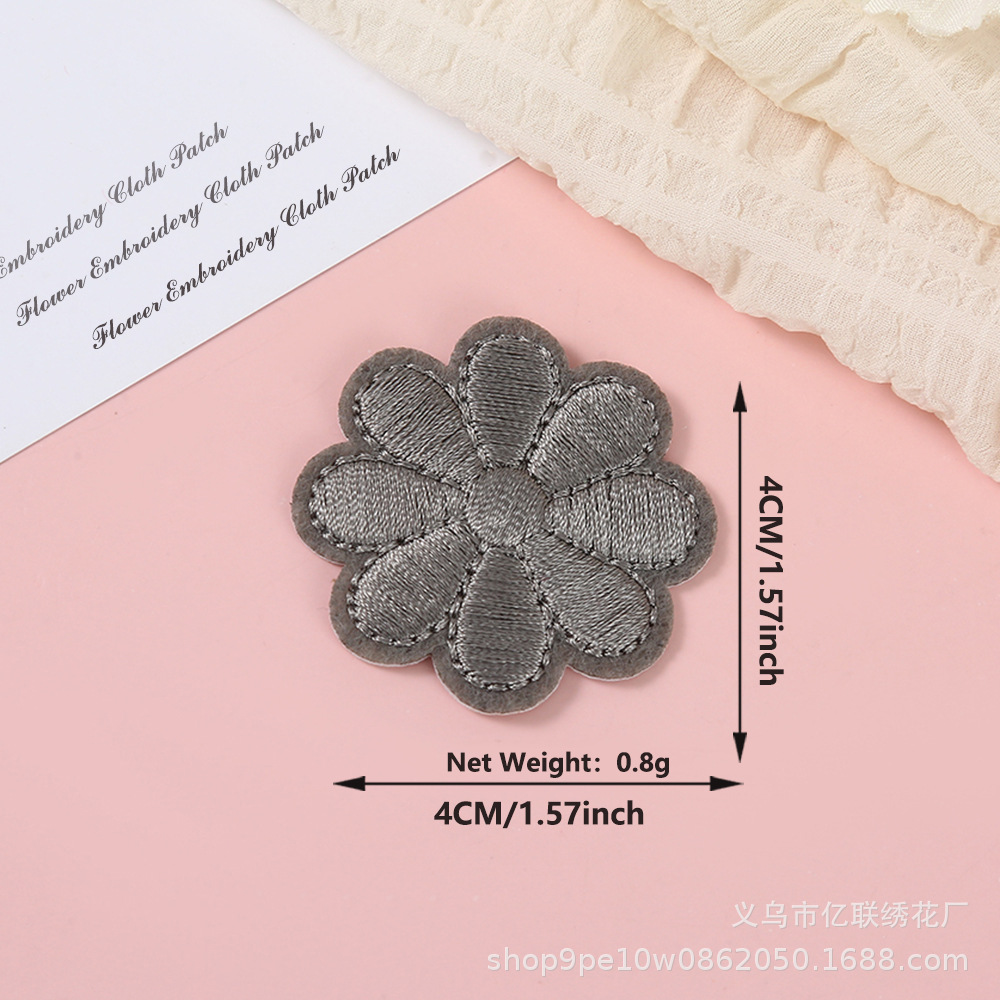 Embroidery Cloth Patch
Flower Embroidery Cloth Patch
Flower Embroidery Cloth Patch
4CM/1.57inch
Net Weight: 0.8g
4CM/1.57inch
义乌市亿联绣花厂
shop9pe10w0862050.1688.com